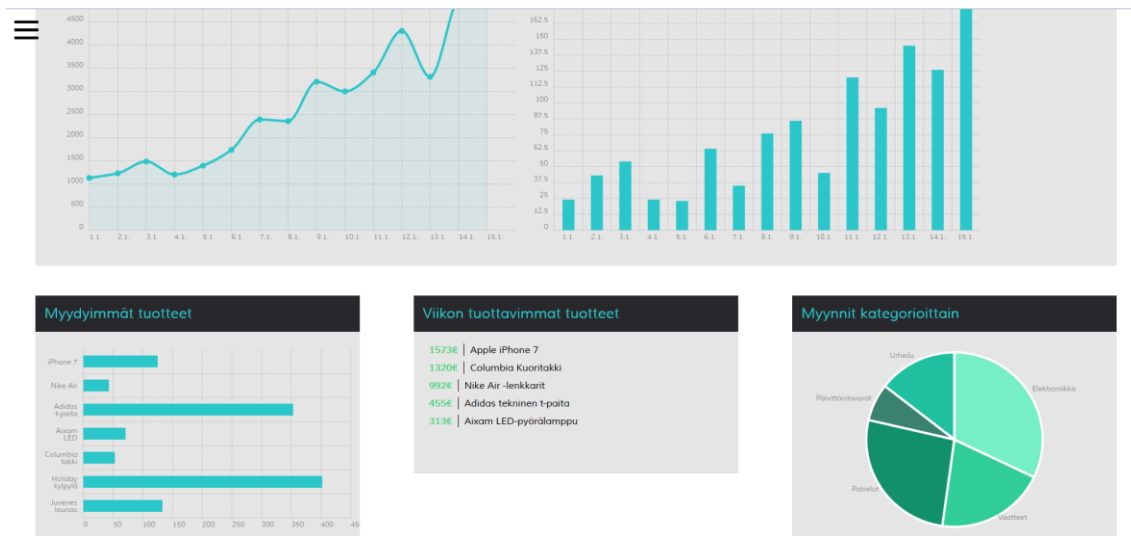 4500
4000
3500
3000
2500
2000
1500
1000
500
0
1.1. 2.1. 3.1. 4.1. 5.1. 6.1. 7.1. 8.1. 9.1. 10.1. 11.1. 12.1. 13.1. 14.1. 15.1.
162.5
150
137.5
125
112.5
100
87.5
75
62.5
50
37.5
25
12.5
0
1.1. 2.1. 3.1. 4.1. 5.1. 6.1. 7.1. 8.1. 9.1. 10.1. 11.1. 12.1. 13.1. 14.1. 15.1.
Myydyimmät tuotteet
iPhone 7
Nike Air
Adidas
t-paita
Aixam
LED
Columbia
takki
Holiday
kylpylä
Juvenes
lounas
0 50 100 150 200 250 300 350 400 45
Viikon tuottavimmat tuotteet
1573€ | Apple iPhone 7
1320€ | Columbia Kuoritakki
992€ | Nike Air -lenkkarit
455€ | Adidas tekninen t-paita
313€ | Aixam LED-pyörälamppu
Myynnit kategorioittain
Urheilu
Elektroniikka
Päivittäistavarat
Palvelut
Vaatteet